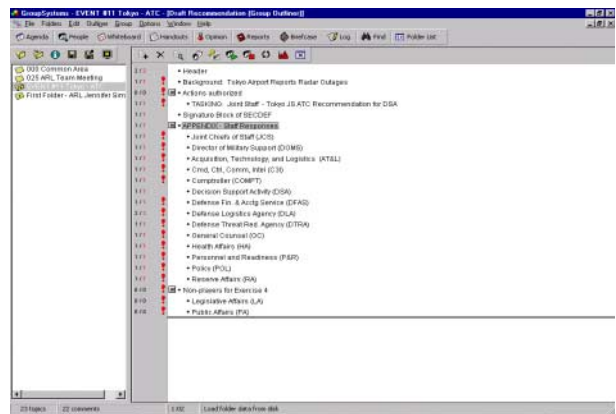 GroupSystems - EVENT #11 Tokyo - ATC - [Draft Recommendation (Group Outliner)]
File Folders Edit Outliner Group Options Window Help
Agenda People Whiteboard Handouts Opinion Reports Briefcase Log Find Folder List
000 Common Area
025 ARL Team Meeting
EVENT #11 Tokyo - ATC
First Folder - ARL Jennifer Sim
• Header
• Background: Tokyo Airport Reports Radar Outages
• Actions authorized
• TASKING: Joint Staff - Tokyo JS ATC Recommendation for DSA
• Signature Block of SECDEF
• APPENDIX - Staff Responses
• Joint Chiefs of Staff (JCS)
• Director of Military Support (DOMS)
• Acquisition, Technology, and Logistics (AT&L)
• Cmd, Ctrl, Comm, Intel (C3I)
• Comptroller (COMPT)
• Decision Support Activity (DSA)
• Defense Fin. & Acctg Service (DFAS)
• Defense Logistics Agency (DLA)
• Defense Threat Red. Agency (DTRA)
• General Counsel (GC)
• Health Affairs (HA)
• Personnel and Readiness (P&R)
• Policy (POL)
• Reserve Affairs (RA)
• Non-players for Exercise 4
• Legislative Affairs (LA)
• Public Affairs (PA)
23 topics 22 comments Load folder data from disk